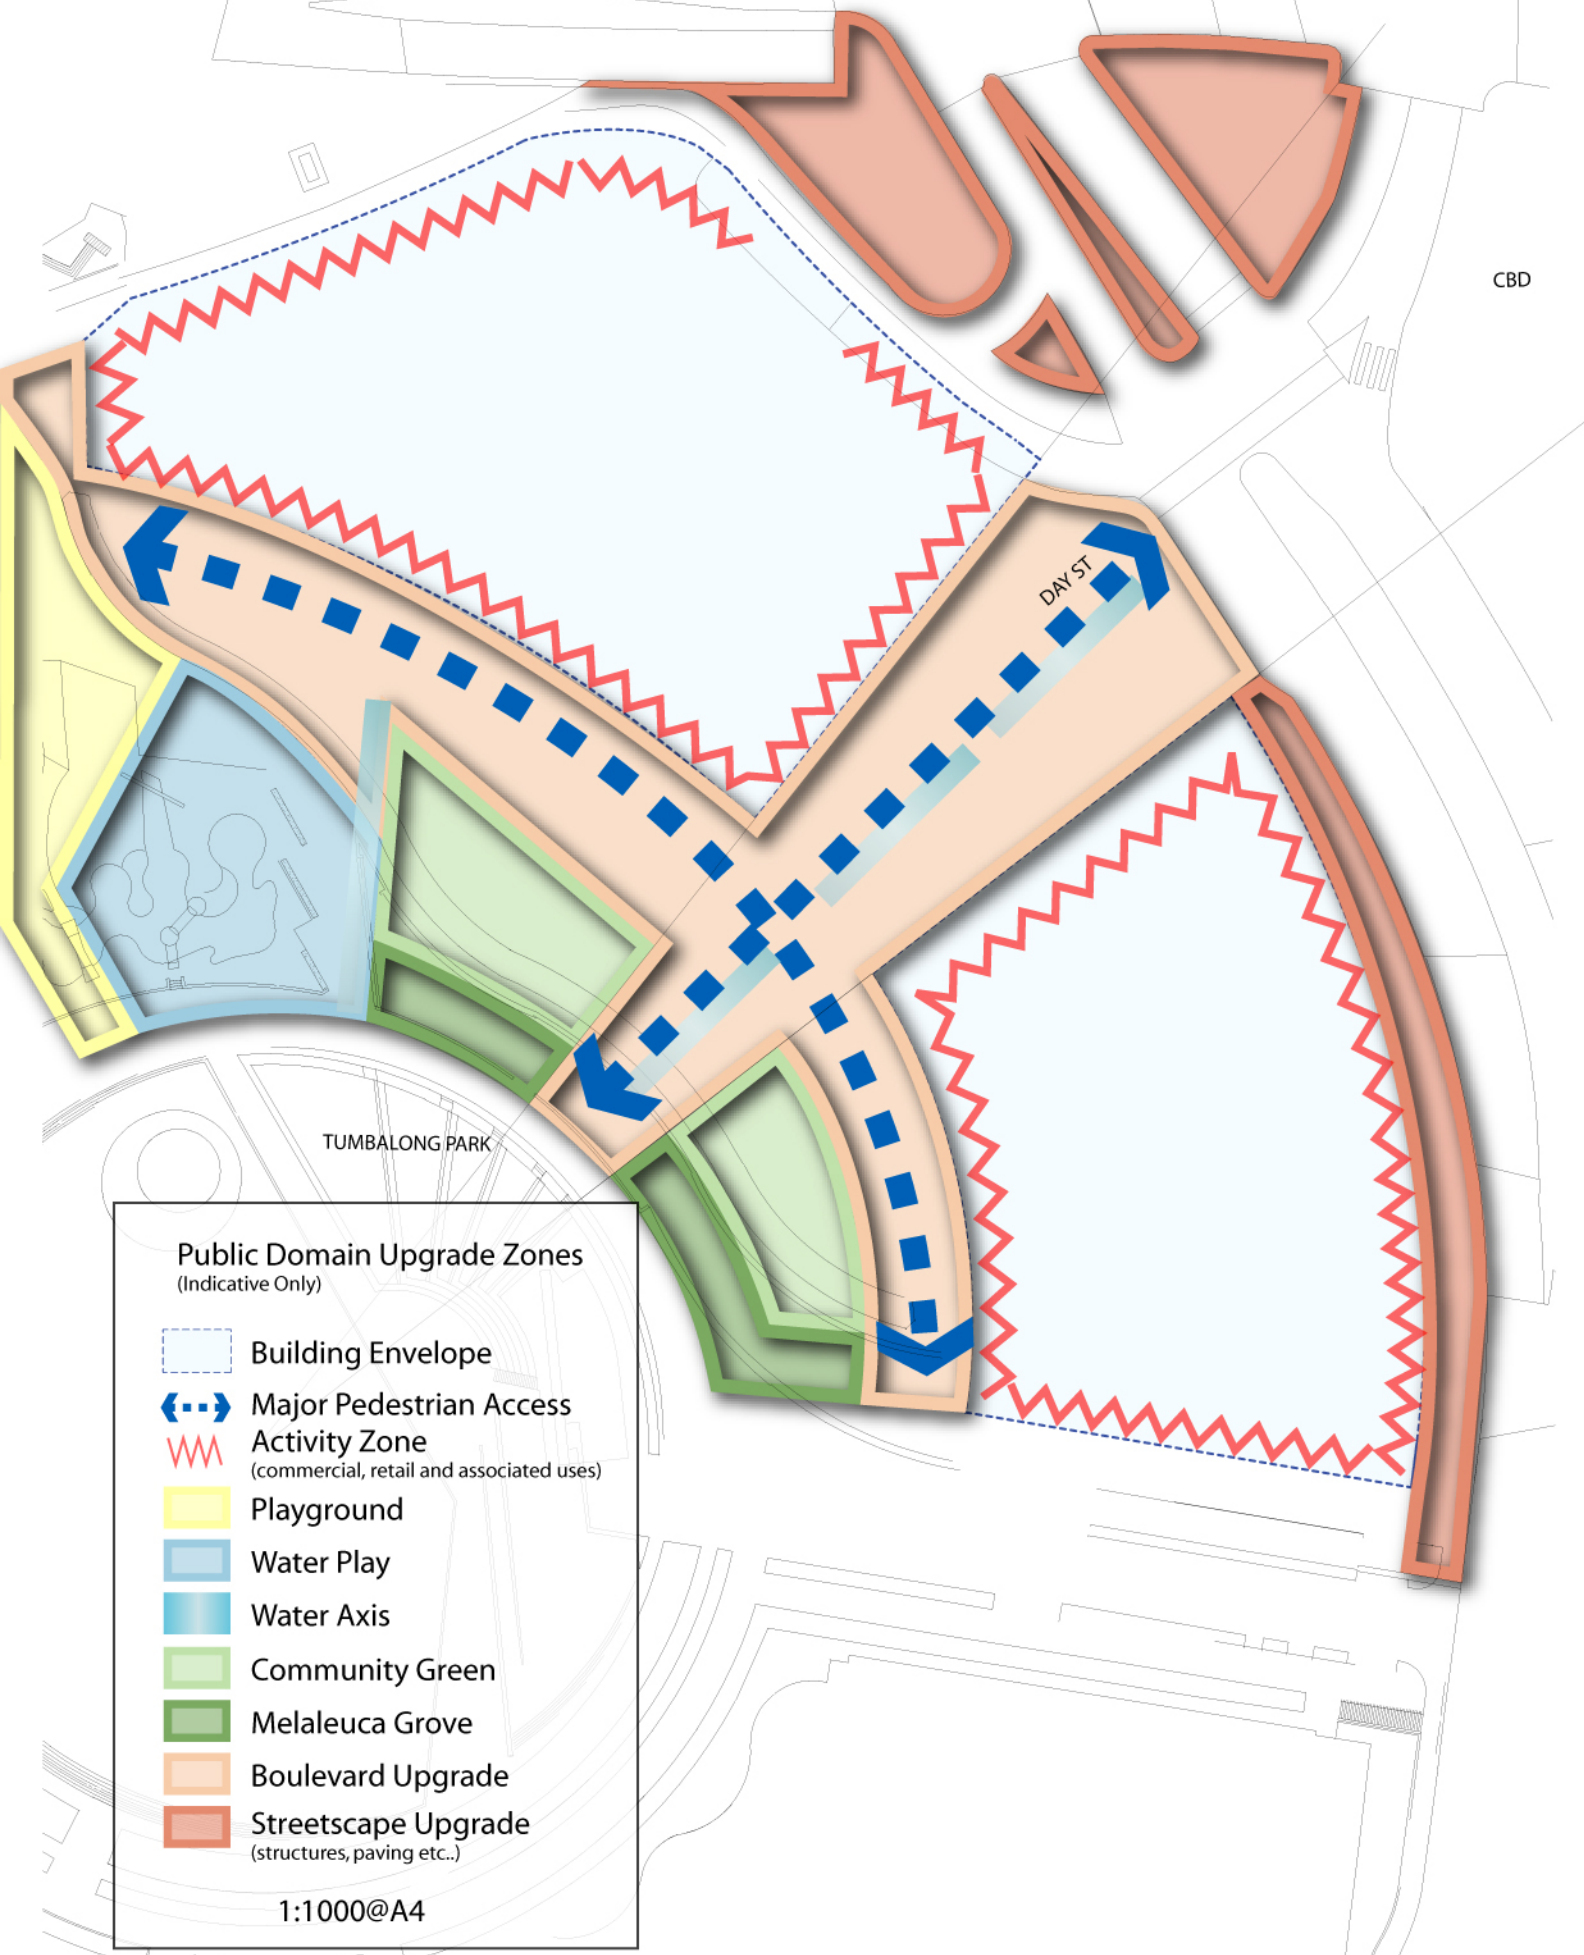 CBD
DAY ST
TUMBALONG PARK
Public Domain Upgrade Zones
(Indicative Only)
Building Envelope
Major Pedestrian Access
Activity Zone
(commercial, retail and associated uses)
Playground
Water Play
Water Axis
Community Green
Melaleuca Grove
Boulevard Upgrade
Streetscape Upgrade
(structures, paving etc..)
1:1000@A4